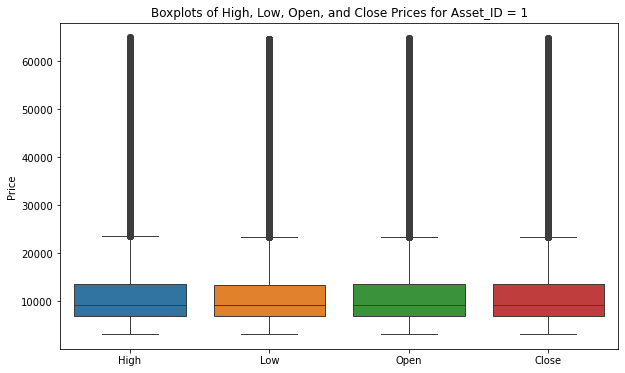 Boxplots of High, Low, Open, and Close Prices for Asset_ID = 1
60000
50000
40000
30000
20000
10000
Price
High Low Open Close